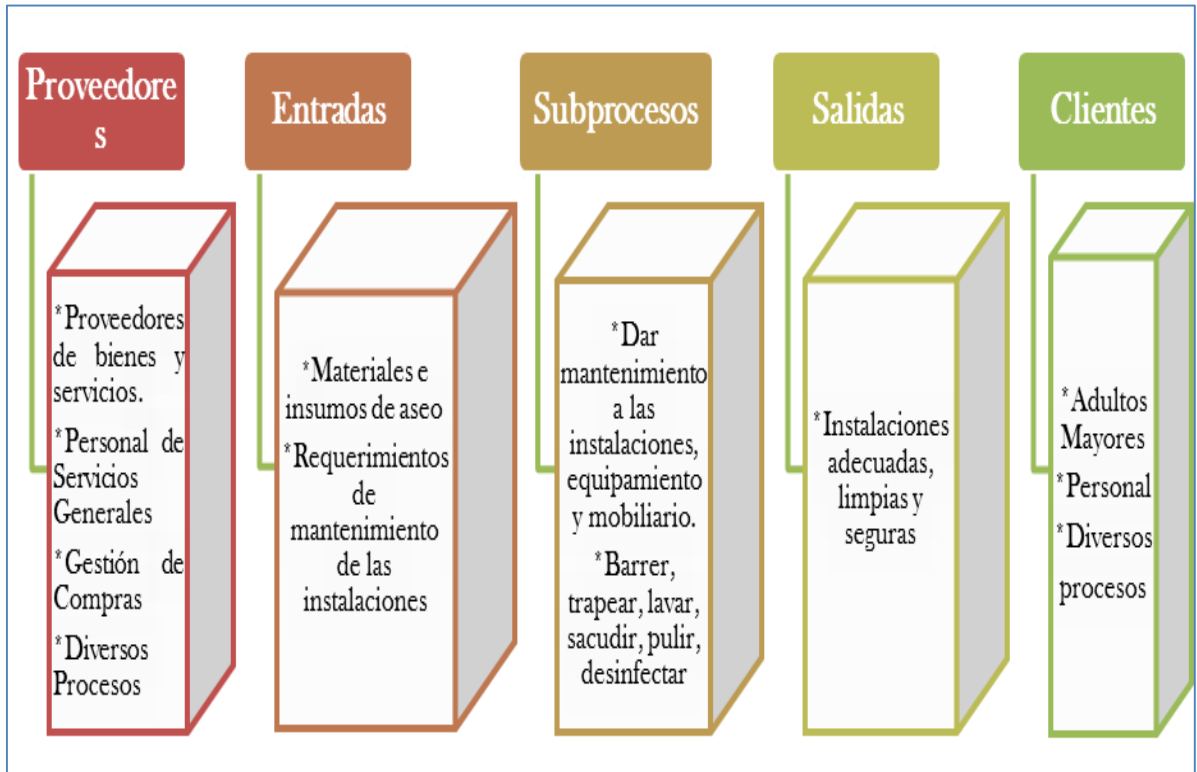 Proveedore
s
*Proveedores
de bienes y
servicios.
*Personal de
Servicios
Generales
*Gestión de
Compras
*Diversos
Procesos
Entradas
*Materiales e
insumos de aseo
*Requerimientos
de
mantenimiento
de las
instalaciones
Subprocesos
*Dar
mantenimiento
a las
instalaciones,
equipamiento
y mobiliario.
*Barrer,
trapear, lavar,
sacudir, pulir,
desinfectar
Salidas
*Instalaciones
adecuadas,
limpias y
seguras
Clientes
*Adultos
Mayores
*Personal
*Diversos
procesos